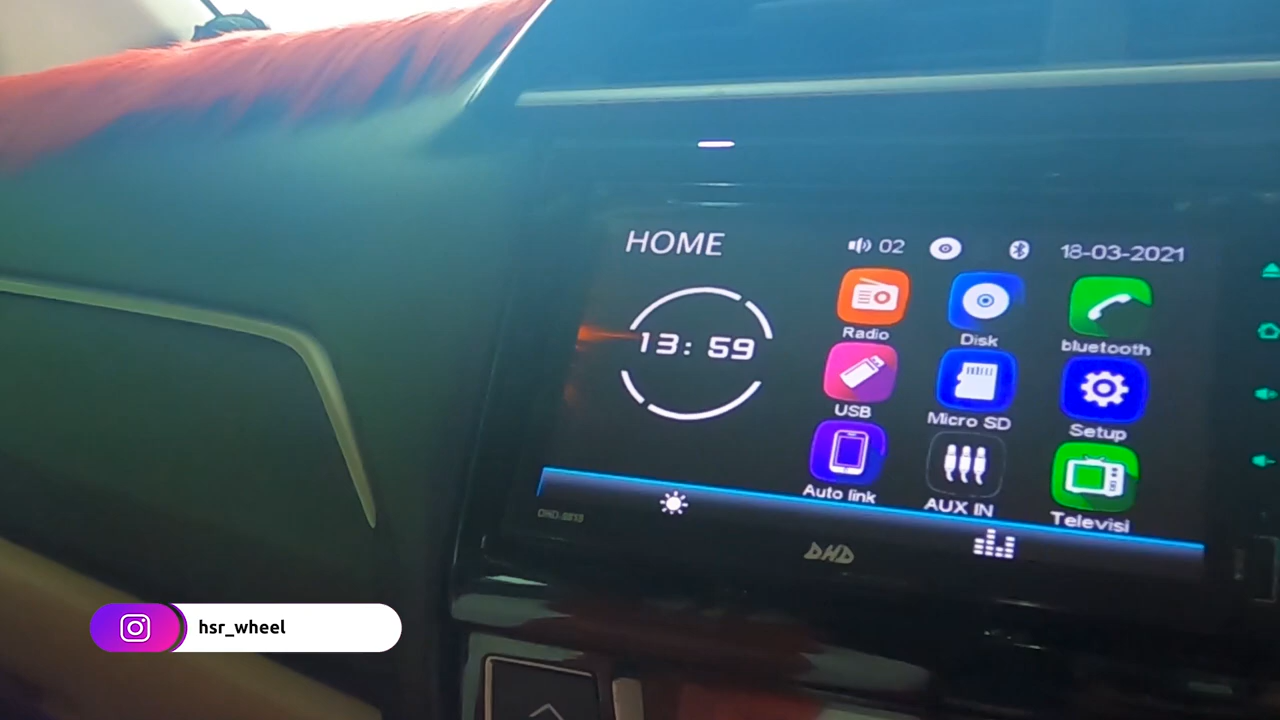 HOME
02
18-03-2021
13: 59
Radio
Disk
bluetooth
USB
Micro SD
Setup
Auto link
AUX IN
Televisi
DHD
hsr_wheel